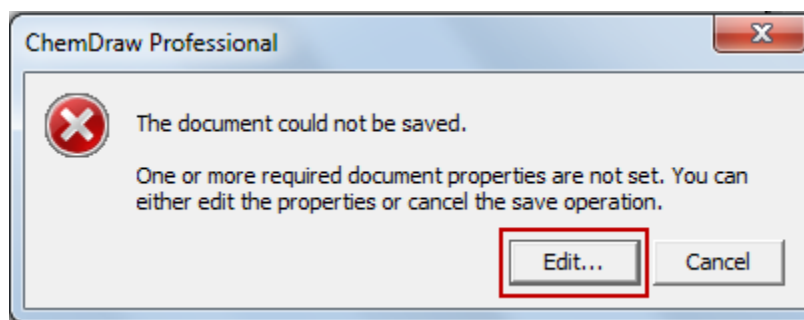 ChemDraw Professional
The document could not be saved.
One or more required document properties are not set. You can
either edit the properties or cancel the save operation.
Edit...
Cancel